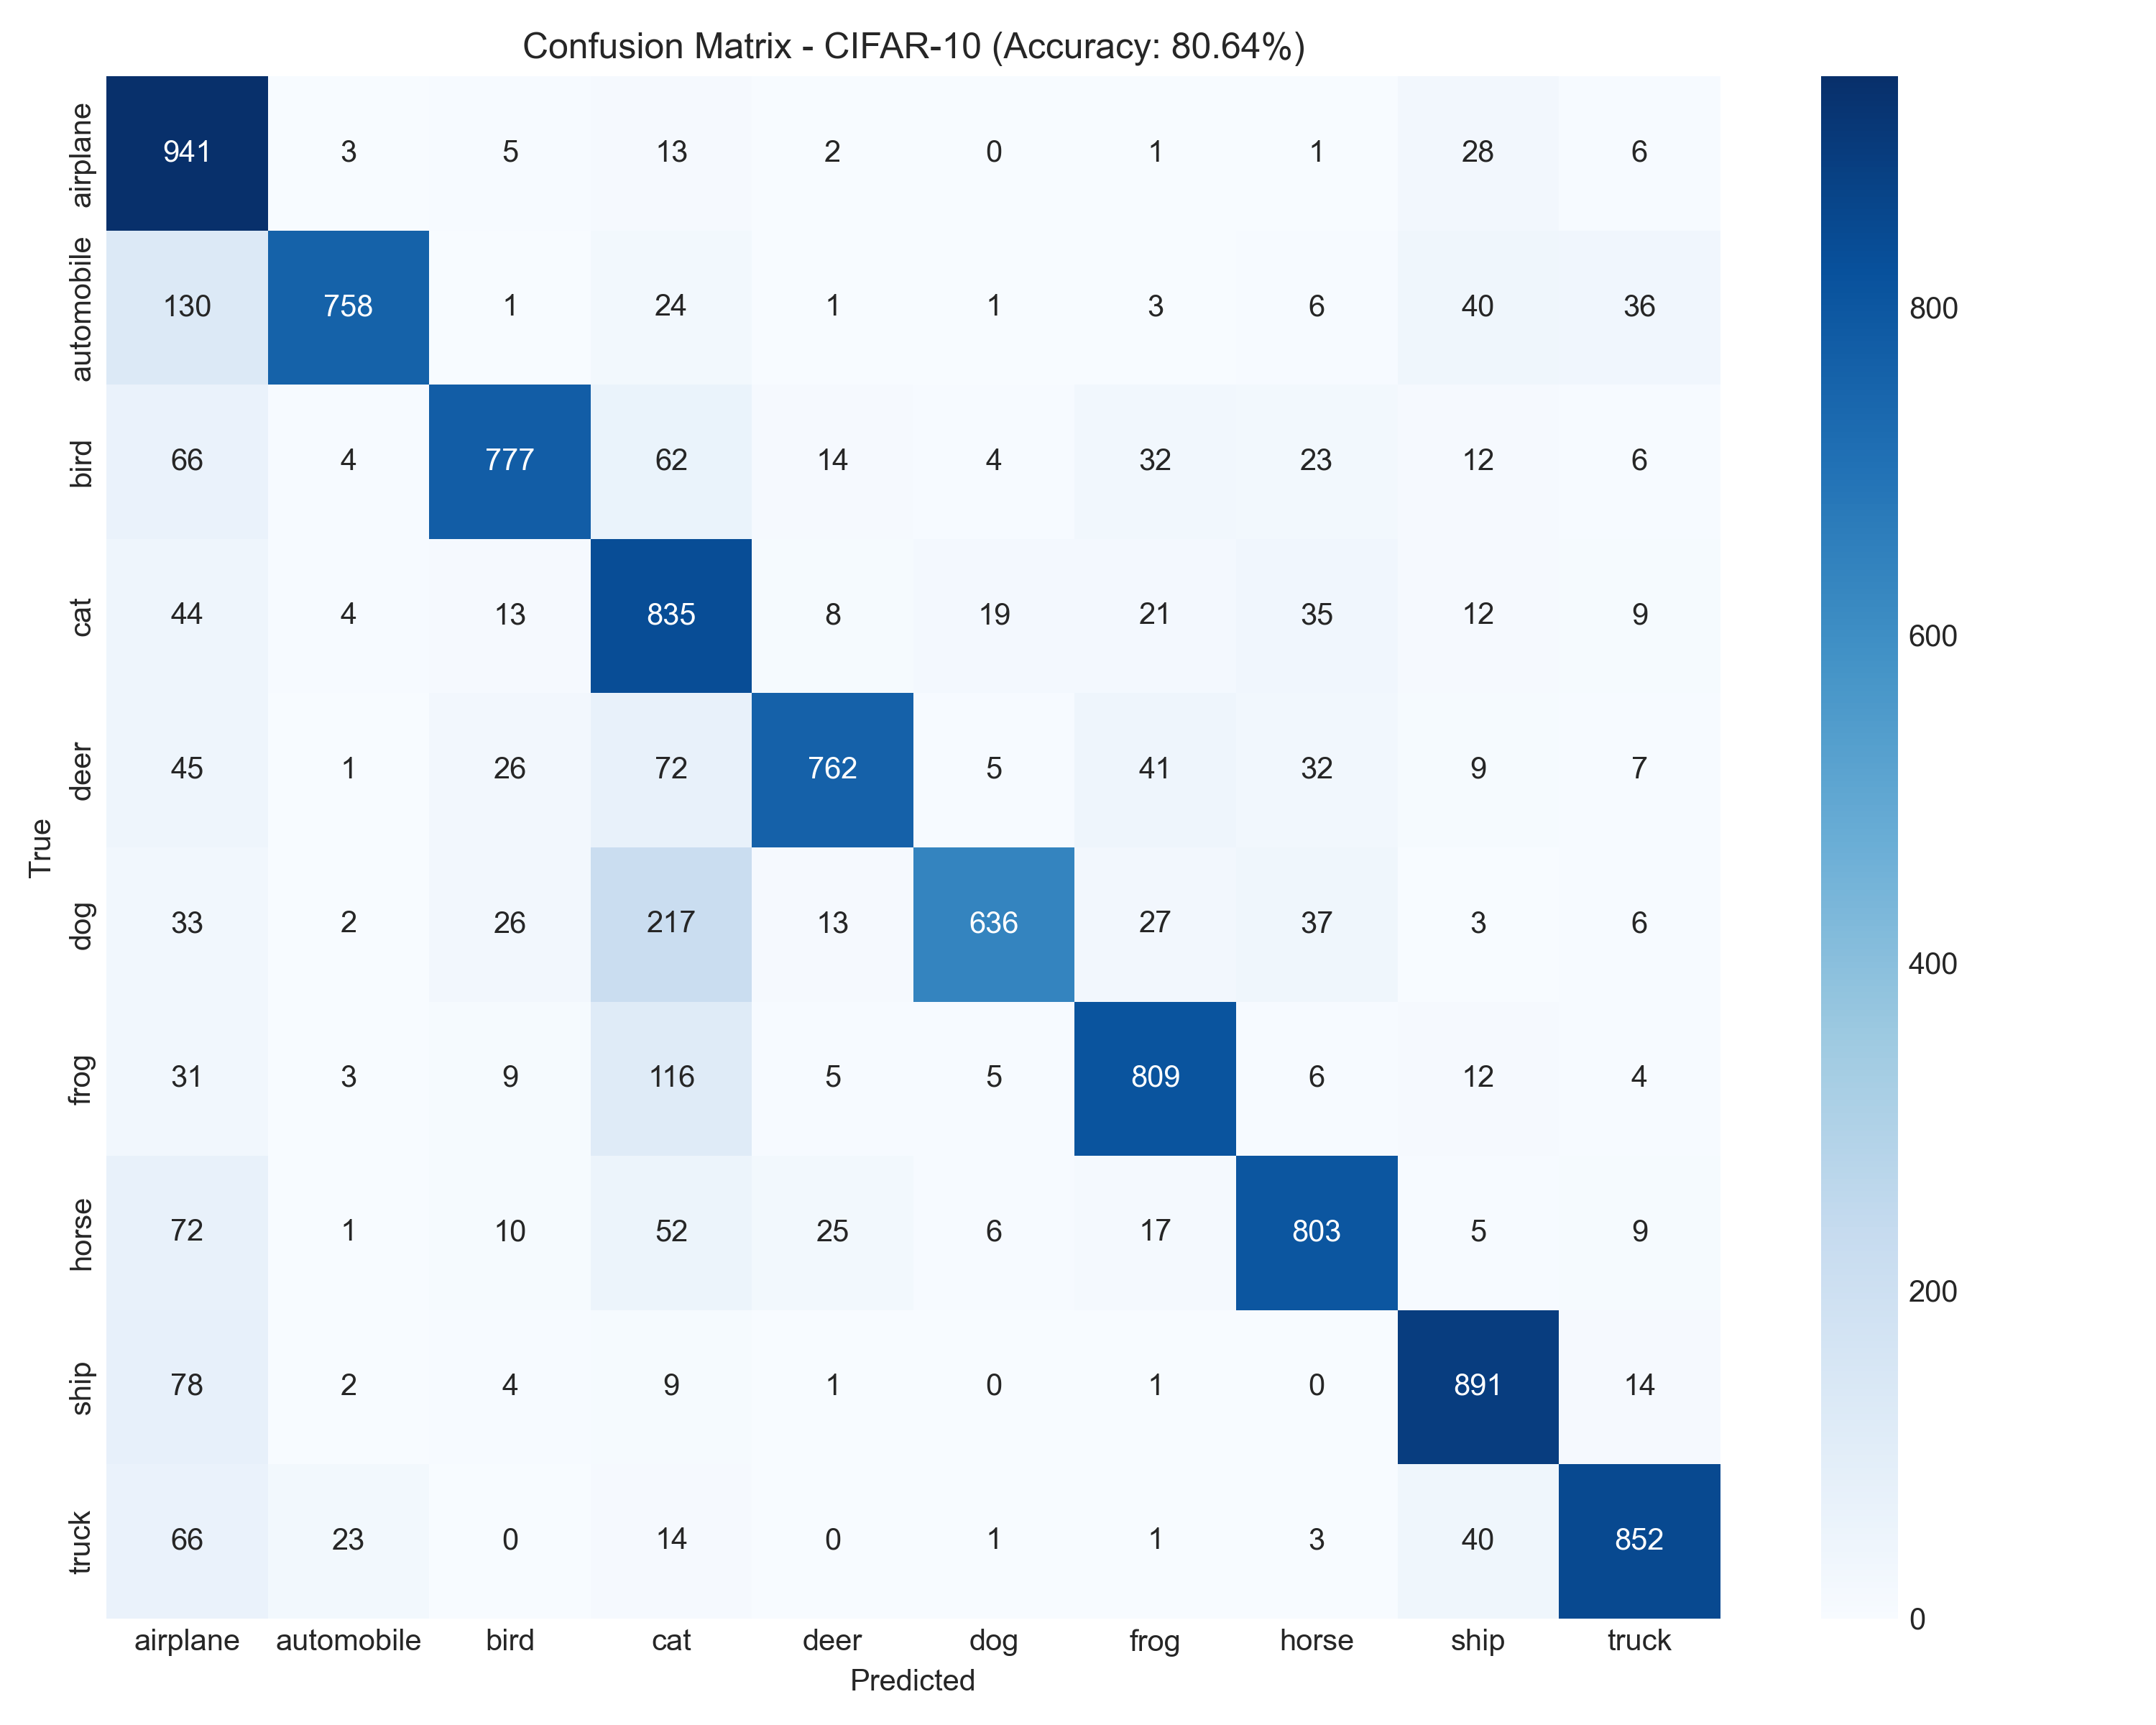 Confusion Matrix - CIFAR-10 (Accuracy: 80.64%)
airplane 941 3 5 13 2 0 1 1 28 6
automobile 130 758 1 24 1 1 3 6 40 36
bird 66 4 777 62 14 4 32 23 12 6
cat 44 4 13 835 8 19 21 35 12 9
deer 45 1 26 72 762 5 41 32 9 7
dog 33 2 26 217 13 636 27 37 3 6
frog 31 3 9 116 5 5 809 6 12 4
horse 72 1 10 52 25 6 17 803 5 9
ship 78 2 4 9 1 0 1 0 891 14
truck 66 23 0 14 0 1 1 3 40 852
airplane automobile bird cat deer dog frog horse ship truck
Predicted
True
800
600
400
200
0